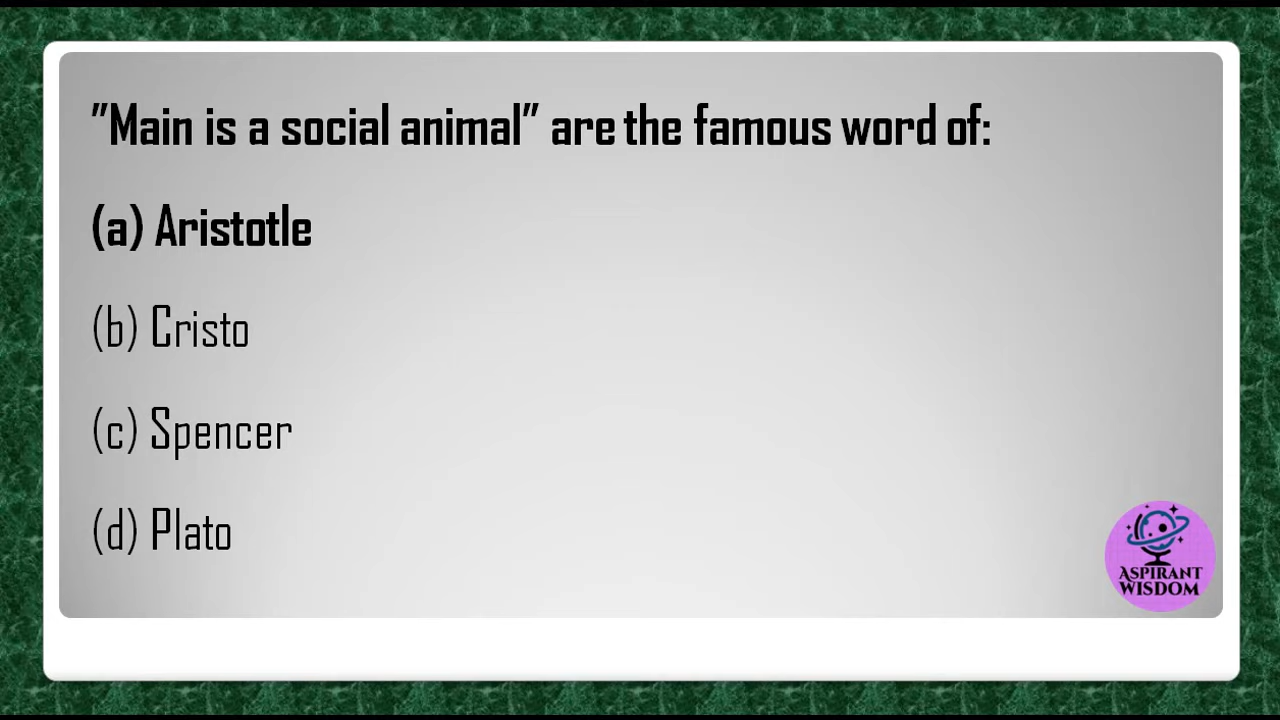 ”Main is a social animal” are the famous word of:
(a) Aristotle
(b) Cristo
(c) Spencer
(d) Plato
ASPIRANT
WISDOM